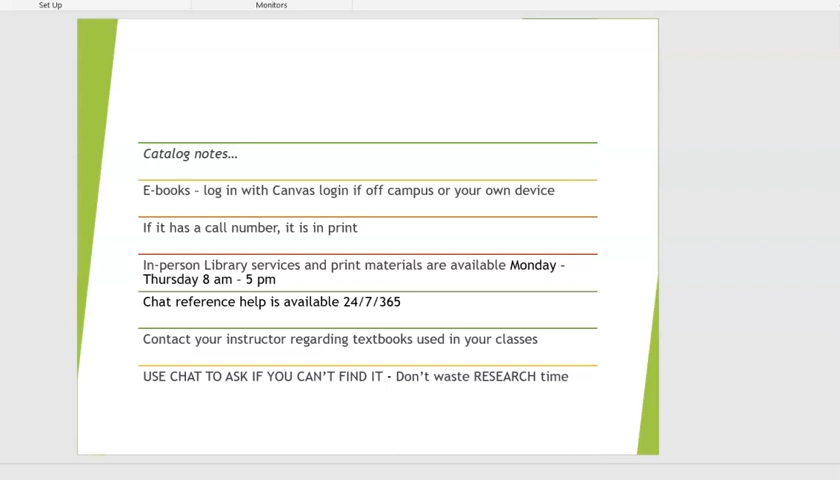 Set Up
Monitors
Catalog notes…
E-books – log in with Canvas login if off campus or your own device
If it has a call number, it is in print
In-person Library services and print materials are available Monday –
Thursday 8 am – 5 pm
Chat reference help is available 24/7/365
Contact your instructor regarding textbooks used in your classes
USE CHAT TO ASK IF YOU CAN'T FIND IT - Don't waste RESEARCH time